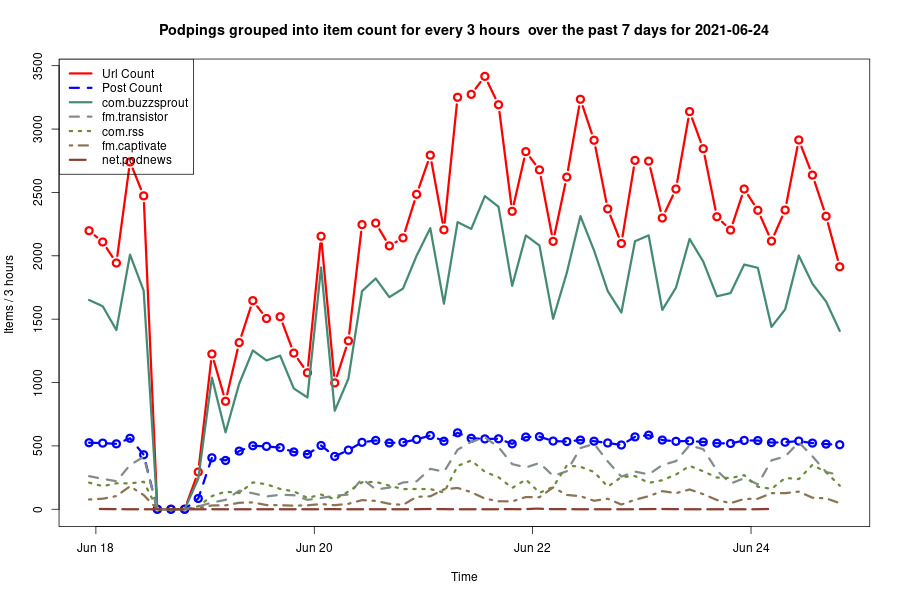 Podpings grouped into item count for every 3 hours  over the past 7 days for 2021-06-24
Items / 3 hours
3500
3000
2500
2000
1500
1000
500
0
Url Count
Post Count
com.buzzsprout
fm.transistor
com.rss
fm.captivate
net.podnews
Jun 18
Jun 20
Jun 22
Jun 24
Time